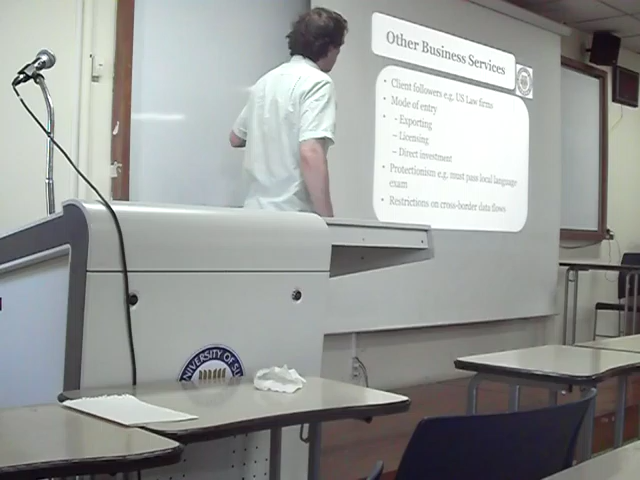 Other Business Services
• Client followers e.g. US Law firms
• Mode of entry
• - Exporting
– Licensing
– Direct investment
• Protectionism e.g. must pass local language
exam
• Restrictions on cross-border data flows
UNIVERSITY OF